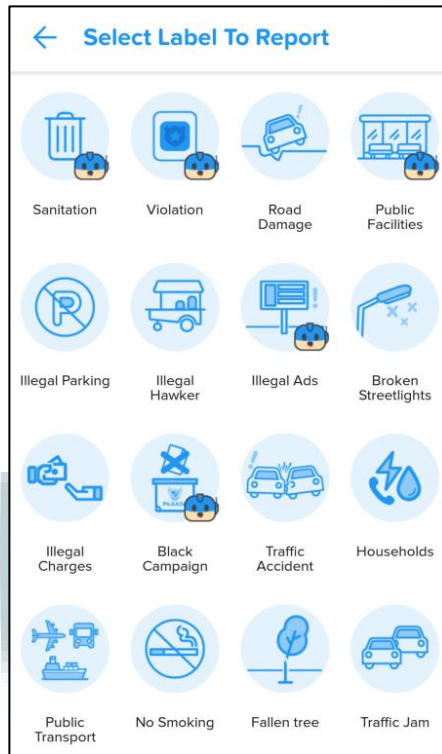 Select Label To Report
Sanitation
Violation
Road
Damage
Public
Facilities
Illegal Parking
Illegal
Hawker
Illegal Ads
Broken
Streetlights
Illegal
Charges
Black
Campaign
Traffic
Accident
Households
Public
Transport
No Smoking
Fallen tree
Traffic Jam